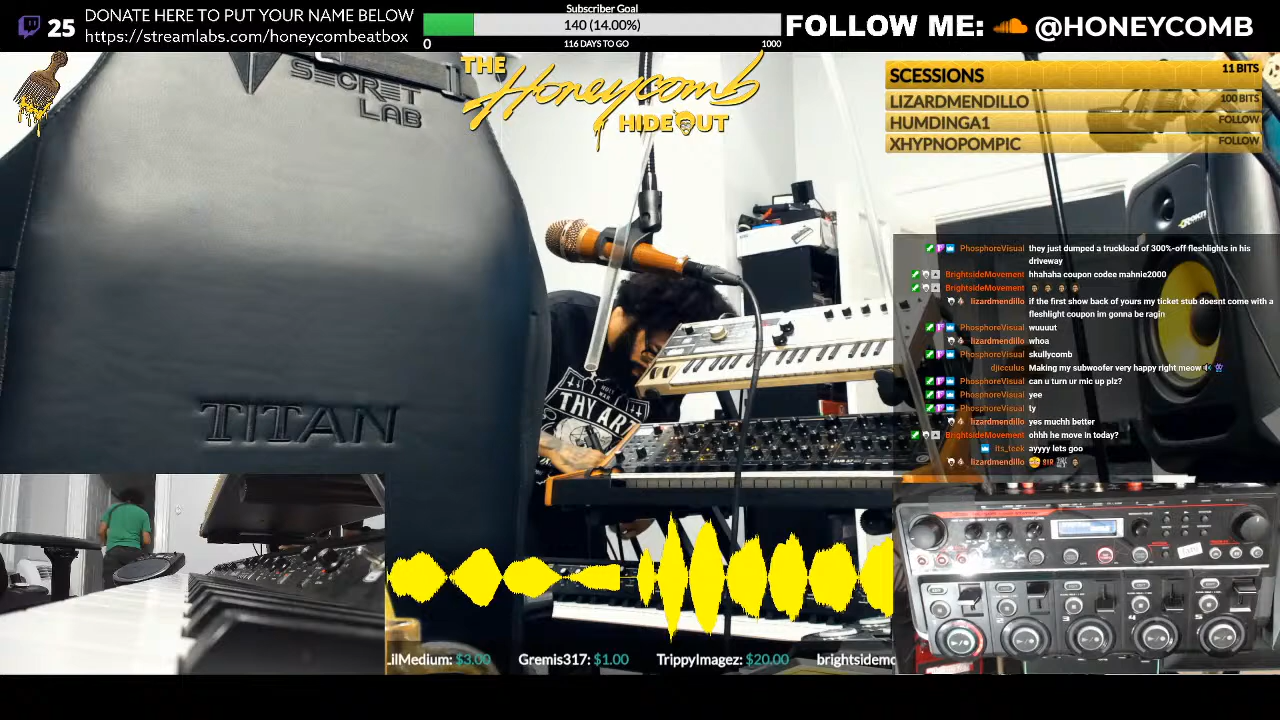 25
DONATE HERE TO PUT YOUR NAME BELOW
https://streamlabs.com/honeycombeatbox
Subscriber Goal
140 (14.00%)
0
116 DAYS TO GO
1000
FOLLOW ME:
@HONEYCOMB
THE
Honeycomb
HIDEOUT
SCESSIONS 11 BITS
LIZARDMENDILLO 100 BITS
HUMDINGA1 FOLLOW
XHYPNOPOMPIC FOLLOW
SECRET
LAB
TITAN
THY ART
PhosphoreVisual they just dumped a truckload of 300%-off fleshlights in his
driveway
BrightsideMovement hhahaha coupon codee mahnie2000
BrightsideMovement
lizardmendillo if the first show back of yours my ticket stub doesnt come with a
fleshlight coupon im gonna be ragin
PhosphoreVisual wuuuut
lizardmendillo whoa
PhosphoreVisual skullycomb
djicculus Making my subwoofer very happy right meow
PhosphoreVisual can u turn ur mic up plz?
PhosphoreVisual yee
PhosphoreVisual ty
lizardmendillo yes muchh better
BrightsideMovement ohhh he move in today?
its_teek ayyyy lets goo
lizardmendillo
.ilMedium: $3.00
Gremis317: $1.00
TrippyImagez: $20.00
brightsidemo